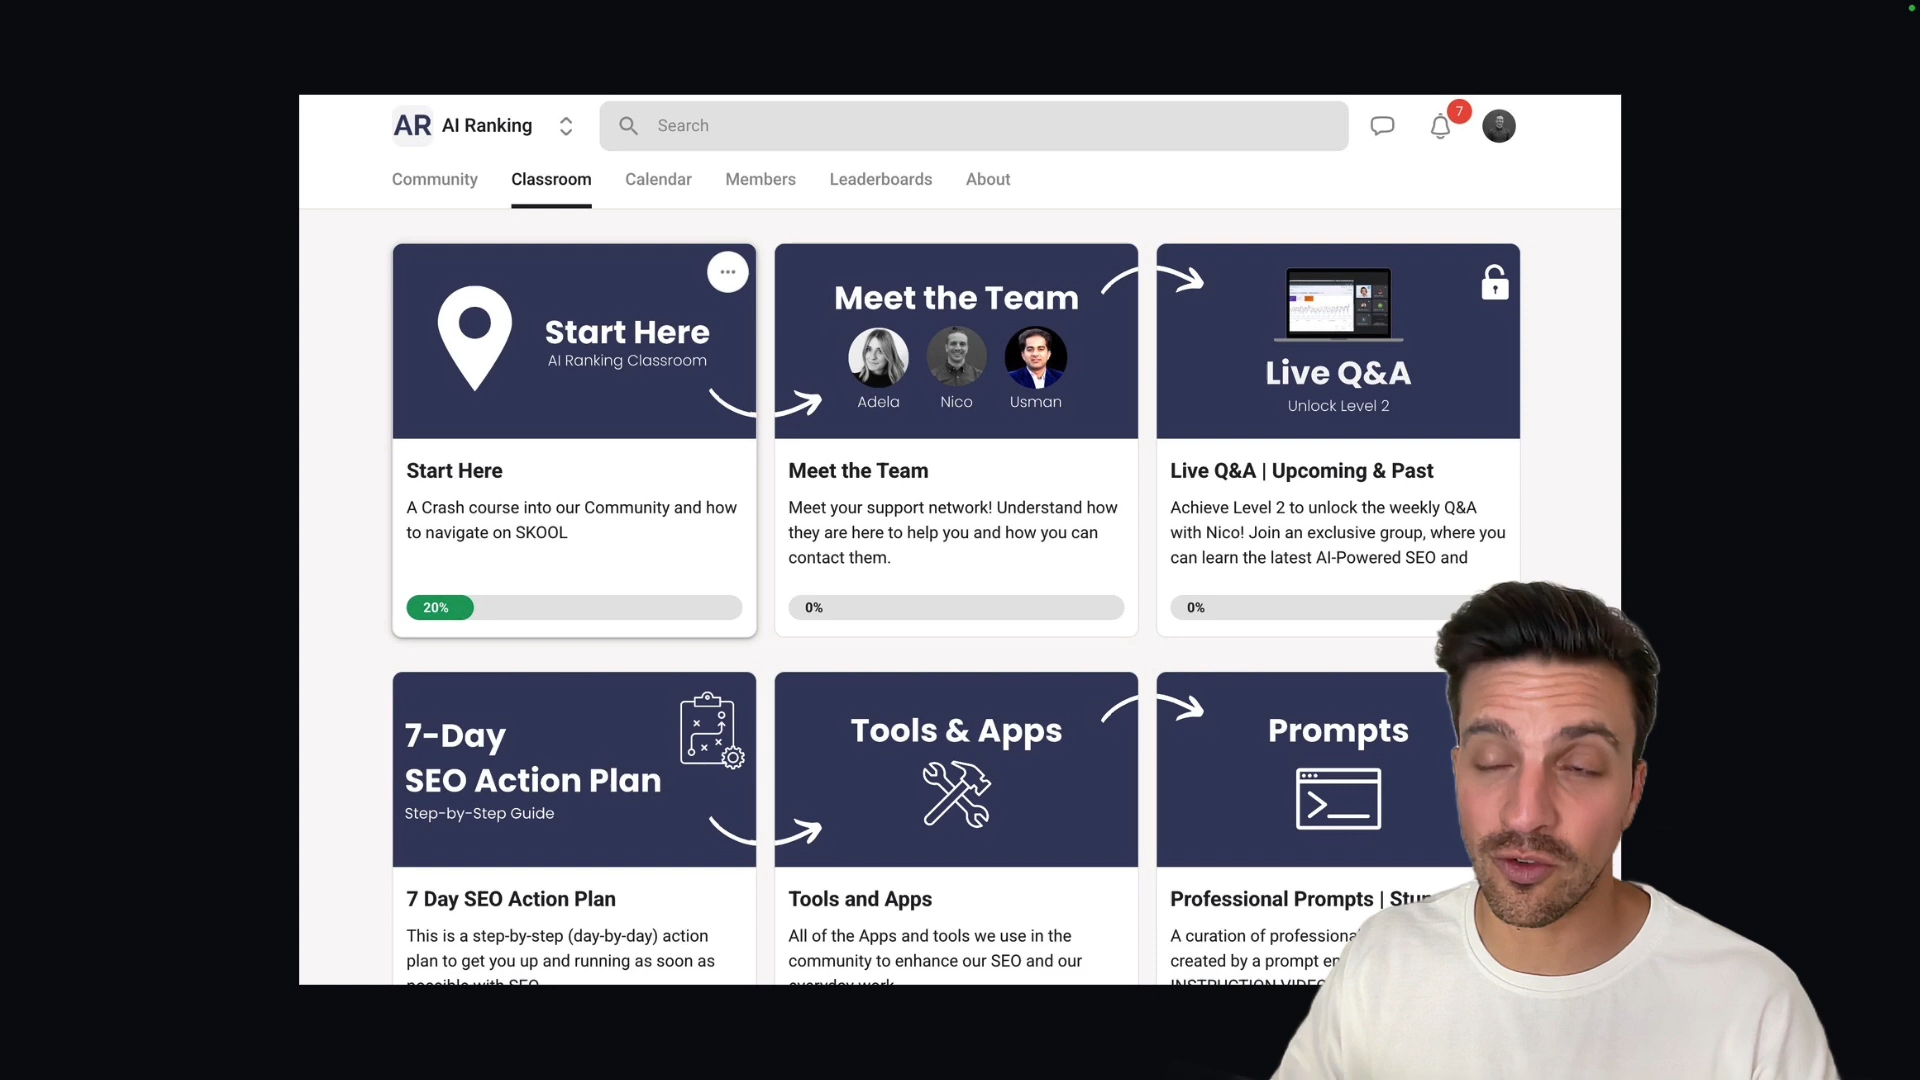 AR AI Ranking
Search
7
Community Classroom Calendar Members Leaderboards About
Start Here
AI Ranking Classroom
Meet the Team
Adela Nico Usman
Live Q&A
Unlock Level 2
Start Here
A Crash course into our Community and how
to navigate on SKOOL
20%
Meet the Team
Meet your support network! Understand how
they are here to help you and how you can
contact them.
0%
Live Q&A | Upcoming & Past
Achieve Level 2 to unlock the weekly Q&A
with Nico! Join an exclusive group, where you
can learn the latest AI-Powered SEO and
0%
7-Day
SEO Action Plan
Step-by-Step Guide
Tools & Apps
Prompts
7 Day SEO Action Plan
This is a step-by-step (day-by-day) action
plan to get you up and running as soon as
possible with SEO
Tools and Apps
All of the Apps and tools we use in the
community to enhance our SEO and our
everyday work
Professional Prompts |
A curation of
created by a prompt
INSTRUCTION